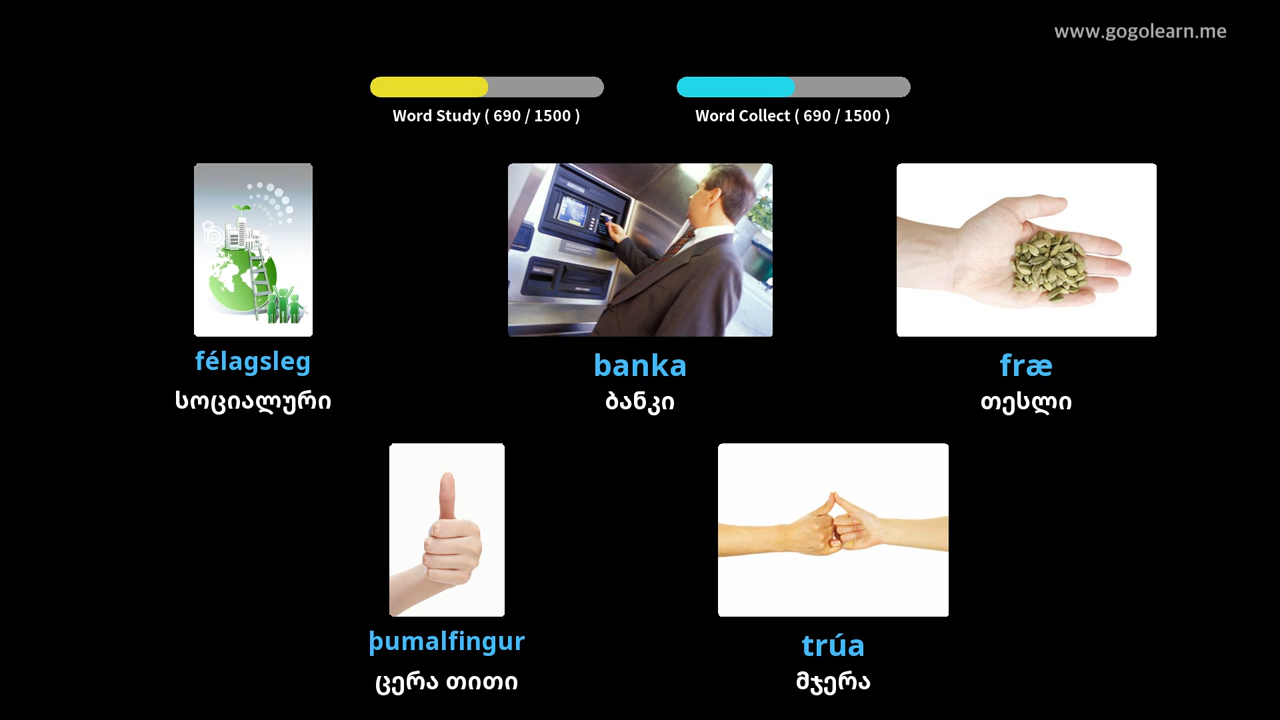 www.gogolearn.me
Word Study ( 690 / 1500 )
Word Collect ( 690 / 1500 )
félagsleg
banka
fræ
სოციალური
ბანკი
თესლი
þumalfingur
trúa
ცერა თითი
მჯერა